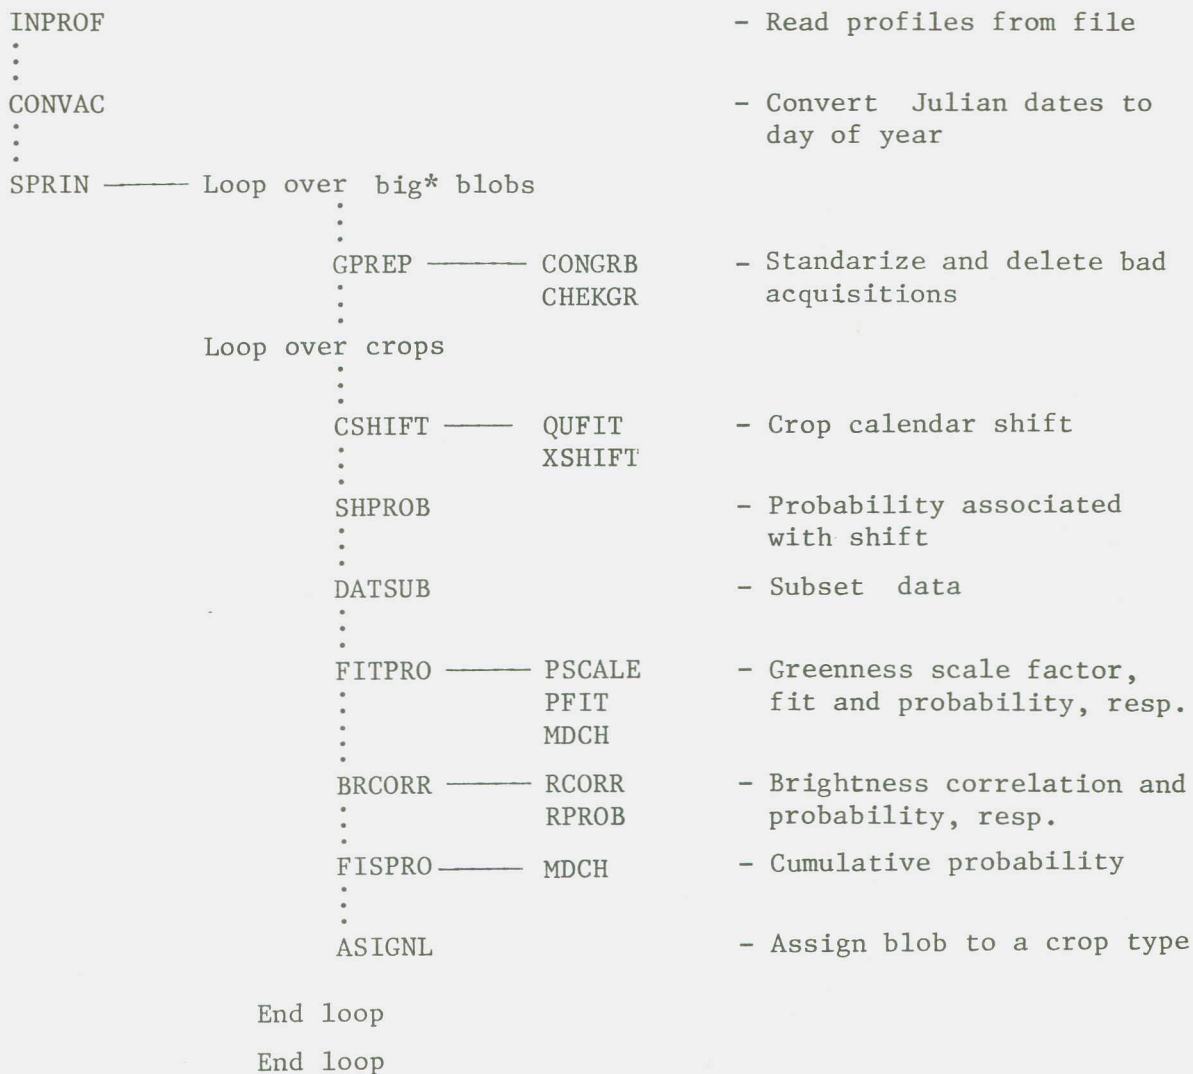 INPROF - Read profiles from file
CONVAC - Convert Julian dates to
day of year
SPRIN Loop over big* blobs
GPREP CONGRB - Standarize and delete bad
CHEKGR acquisitions
Loop over crops
CSHIFT QUFIT - Crop calendar shift
XSHIFT
SHPROB - Probability associated
with shift
DATSUB - Subset data
FITPRO PSCALE - Greenness scale factor,
PFIT fit and probability, resp.
MDCH
BRCORR RCORR - Brightness correlation and
RPROB probability, resp.
FISPRO MDCH - Cumulative probability
ASIGNL - Assign blob to a crop type
End loop
End loop